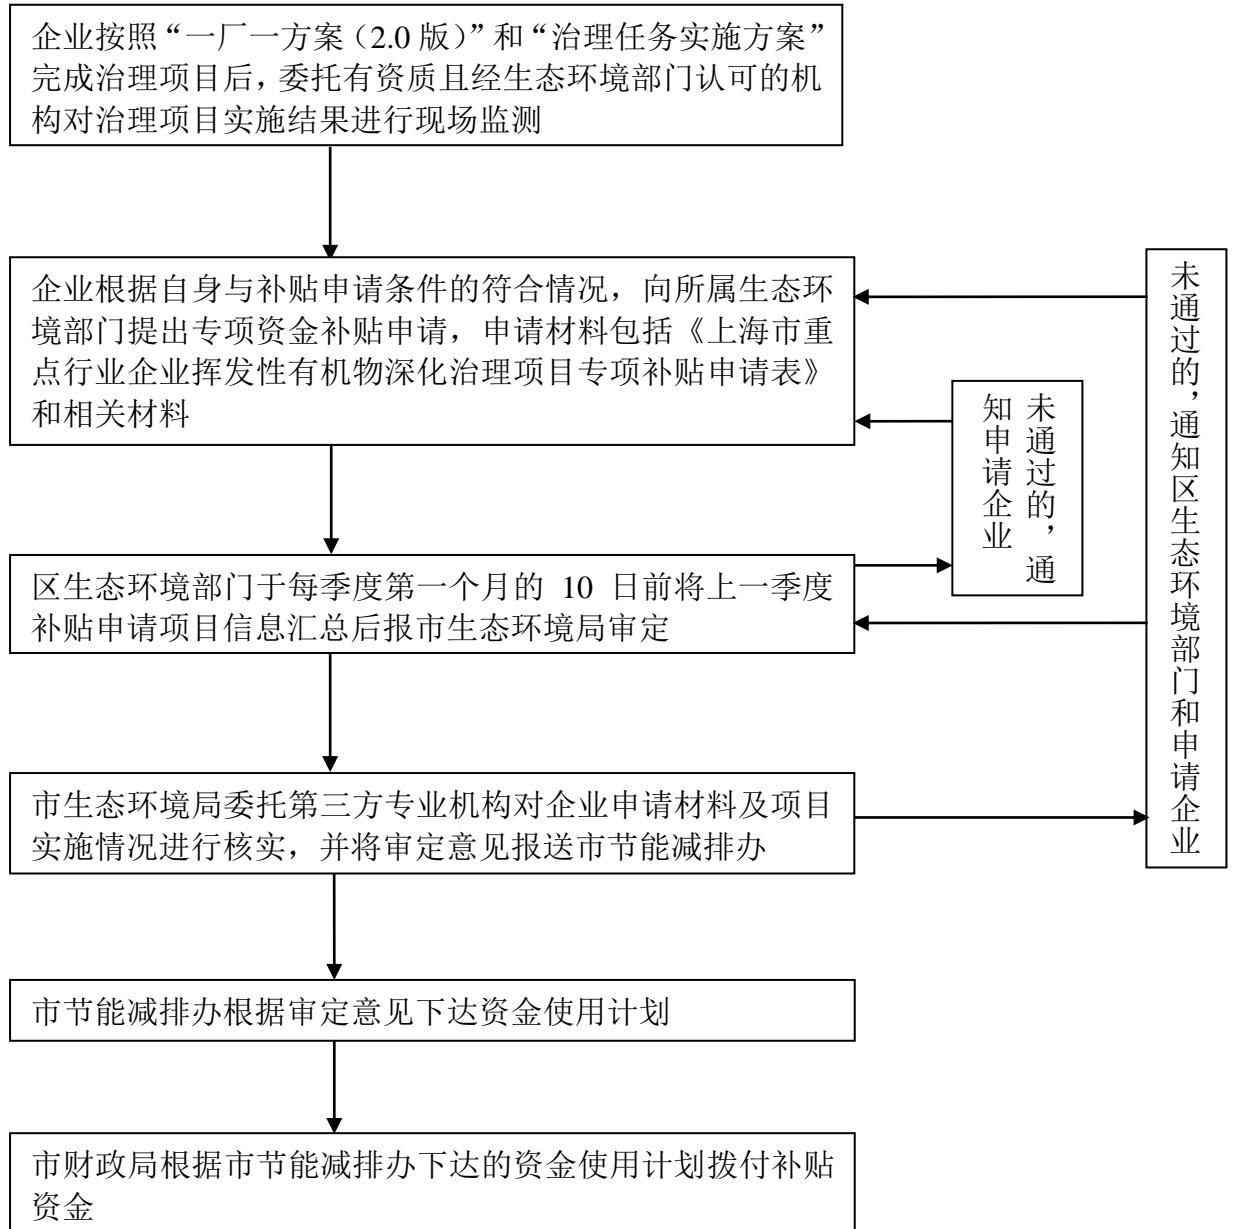 企业按照“一厂一方案（2.0 版）”和“治理任务实施方案”
完成治理项目后，委托有资质且经生态环境部门认可的机
构对治理项目实施结果进行现场监测
企业根据自身与补贴申请条件的符合情况，向所属生态环
境部门提出专项资金补贴申请，申请材料包括《上海市重
点行业企业挥发性有机物深化治理项目专项补贴申请表》
和相关材料
未通过的，通
知申请企业
未通过的，通知区生态环境部门和申请企业
区生态环境部门于每季度第一个月的 10 日前将上一季度
补贴申请项目信息汇总后报市生态环境局审定
市生态环境局委托第三方专业机构对企业申请材料及项目
实施情况进行核实，并将审定意见报送市节能减排办
市节能减排办根据审定意见下达资金使用计划
市财政局根据市节能减排办下达的资金使用计划拨付补贴
资金